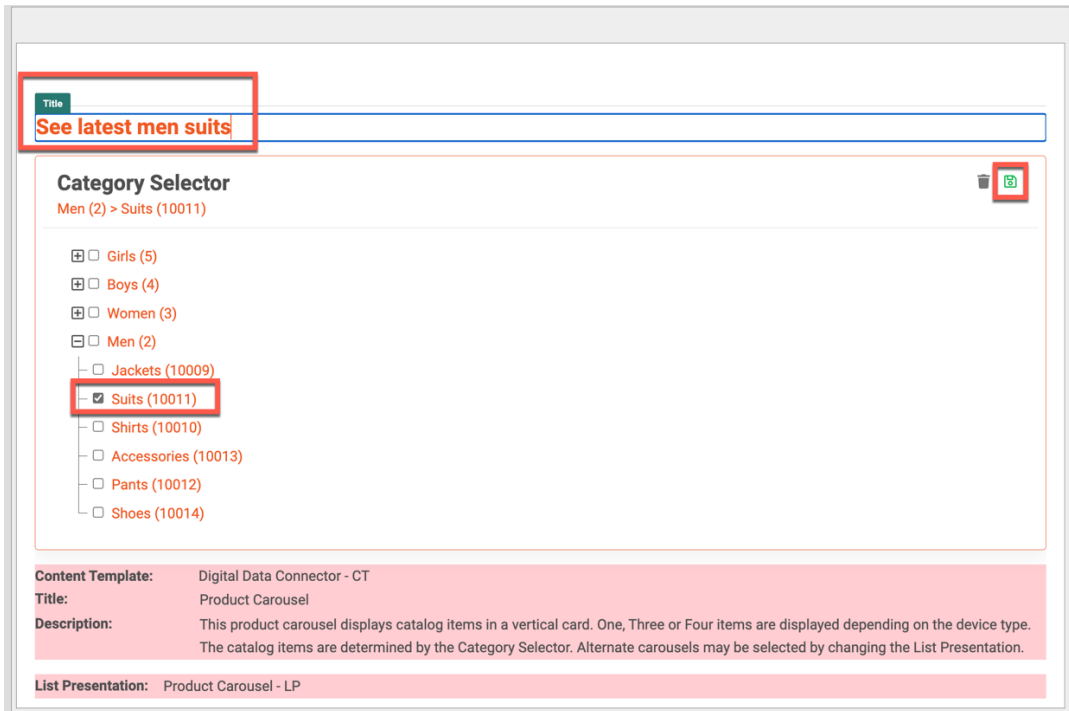 Title
See latest men suits
Category Selector
Men (2) > Suits (10011)
Girls (5)
Boys (4)
Women (3)
Men (2)
Jackets (10009)
Suits (10011)
Shirts (10010)
Accessories (10013)
Pants (10012)
Shoes (10014)
Content Template: Digital Data Connector - CT
Title: Product Carousel
Description: This product carousel displays catalog items in a vertical card. One, Three or Four items are displayed depending on the device type.
The catalog items are determined by the Category Selector. Alternate carousels may be selected by changing the List Presentation.
List Presentation: Product Carousel - LP